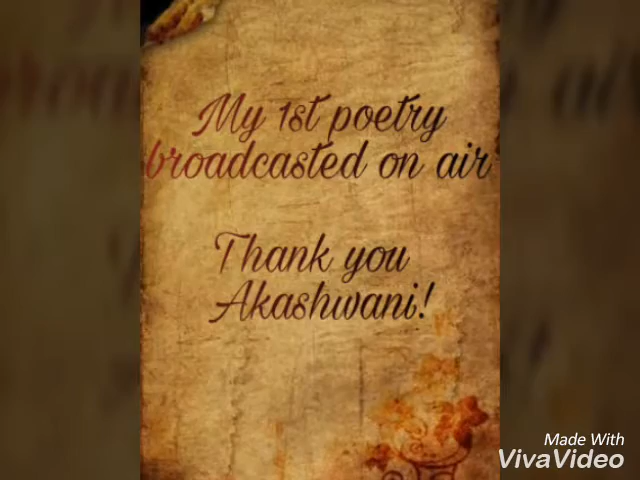 My 1st poetry
broadcasted on air
Thank you
Akashwani!
Made With
VivaVideo